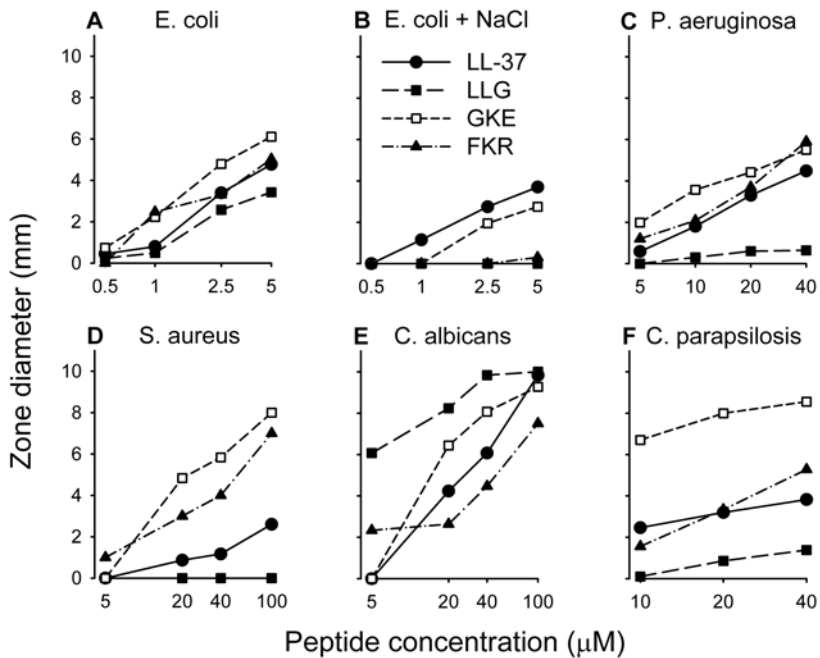 A E. coli
B E. coli + NaCl
C P. aeruginosa
10
8
6
4
2
0
LL-37
LLG
GKE
FKR
0.5 1 2.5 5
0.5 1 2.5 5
5 10 20 40
Zone diameter (mm)
D S. aureus
E C. albicans
F C. parapsilosis
10
8
6
4
2
0
5 20 40 100
5 20 40 100
10 20 40
Peptide concentration (μM)